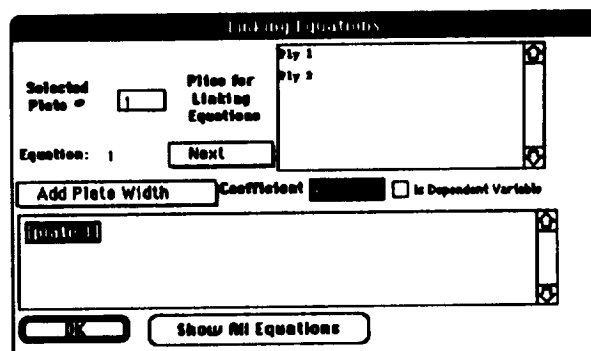 Linking Equations
Selected
Plate #
1
Plies for
Linking
Equations
Ply 1
Ply 2
Equation: 1
Next
Add Plate Width
Coefficient
Is Dependent Variable
[plate 1]
OK
Show All Equations